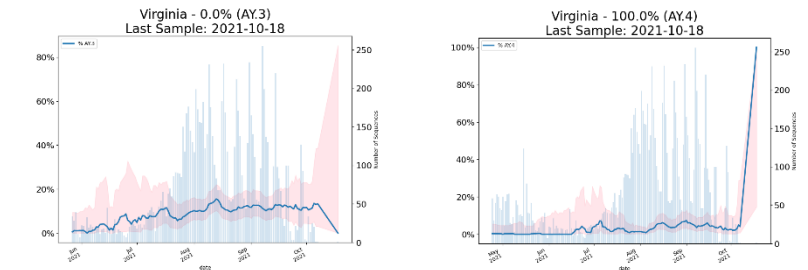 Virginia - 0.0% (AY.3)
Last Sample: 2021-10-18
% AY.3
80%
60%
40%
20%
0%
250
200
150
100
50
0
Number of Sequences
Jun 2021
Jul 2021
Aug 2021
Sep 2021
Oct 2021
date
Virginia - 100.0% (AY.4)
Last Sample: 2021-10-18
% AY.4
100%
80%
60%
40%
20%
0%
250
200
150
100
50
0
Number of Sequences
May 2021
Jun 2021
Jul 2021
Aug 2021
Sep 2021
Oct 2021
date